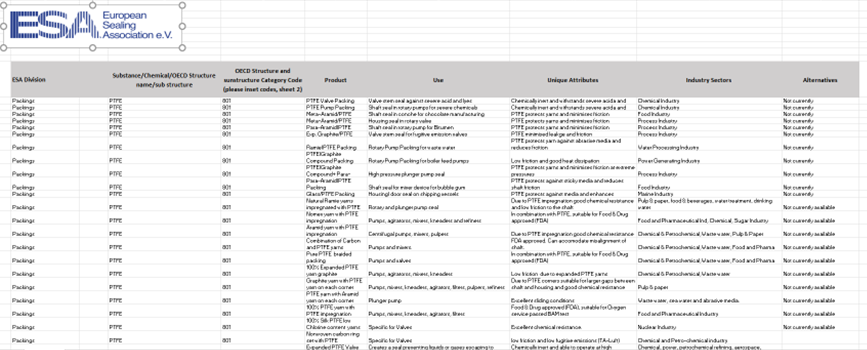 ESA European
Sealing
Association e.V.
ESA Division Substance/Chemical/OECD Structure name/sub structure OECD Structure and sunstructure Category Code (please inset codes, sheet 2) Product Use Unique Attributes Industry Sectors Alternatives
Packings PTFE 801 PTFE Valve Packing Valve stem seal against severe acid and lyes Chemically inert and withstands severe acids and Chemical Industry Not currently
Packings PTFE 801 PTFE Pump Packing Shaft seal in rotary pumps for severe chemicals Chemically inert and withstands severe acids and Chemical Industry Not currently
Packings PTFE 801 Meta-Aramid/PTFE Shaft seal in conche for chocolate manufacturing PTFE protects yarns and minimises friction Food Industry Not currently
Packings PTFE 801 Meta-Aramid/PTFE Housing seal in rotary valve PTFE protects yarns and minimises friction Process Industry Not currently
Packings PTFE 801 Para-Aramid/PTFE Shaft seal in rotary pump for Bitumen PTFE protects yarns and minimises friction Process Industry Not currently
Packings PTFE 801 Exp. Graphite/PTFE Valve stem seal for fugitive emission valves PTFE minimised leakage and friction Process Industry Not currently
Packings PTFE 801 Ramie/PTFE Packing Rotary Pump Packing for waste water PTFE protects yarn against abrasive media and reduces friction Water Processing Industry Not currently
Packings PTFE 801 PTFE/Graphite Compound Packing Rotary Pump Packing for boiler feed pumps Low friction and good heat dissipation Power Generating Industry Not currently
Packings PTFE 801 PTFE/Graphite Compound+ Para- High pressure plunger pump seal PTFE protects yarns and minimises friction at extreme pressures Process Industry Not currently
Packings PTFE 801 Para-Aramid/PTFE Packing Shaft seal for mixer device for bubble gum PTFE protects against sticky media and reduces shaft friction Food Industry Not currently
Packings PTFE 801 Glass/PTFE Packing Housing/door seal on shipping vessels PTFE protects against media and enhances Marine Industry Not currently
Packings PTFE 801 Natural Ramie yarns impregnated with PTFE Rotary and plunger pump seal Due to PTFE impregnation good chemical resistance and low friction to the shaft Pulp & paper, food & beverages, water treatment, drinking water Not currently available
Packings PTFE 801 Nomex yarn with PTFE impregnation Pumps, agitators, mixers, kneaders and refiners In combination with PTFE, suitable for Food & Drug approved (FDA) Food and Pharmaceutical Ind, Chemical, Sugar Industry Not currently available
Packings PTFE 801 Aramid yarn with PTFE impregnation Centrifugal pumps, mixers, pulpers Due to PTFE impregnation good chemical resistance Chemical & Petrochemical, Waste water, Pulp & Paper Not currently available
Packings PTFE 801 Combination of Carbon and PTFE yarns Pumps and mixers FDA approved. Can accomodate misalignment of shaft. Chemical & Petrochemical, Waste water, Food and Pharma Not currently available
Packings PTFE 801 Pure PTFE braided packing Pumps and valves In combination with PTFE, suitable for Food & Drug approved (FDA) Chemical & Petrochemical, Waste water, Food and Pharma Not currently available
Packings PTFE 801 100% Expanded PTFE yarn graphite Pumps, agitators, mixers, kneaders Low friction due to expanded PTFE yarns Chemical & Petrochemical, Waste water Not currently available
Packings PTFE 801 Graphite yarn with PTFE yarn on each corner Pumps, mixers, kneaders, agitators, filters, pulpers, refiners Due to PTFE corners suitable for larger gaps between shaft and housing and good chemical resistance Pulp & paper Not currently available
Packings PTFE 801 PTFE yarn with Aramid yarn on each corner Plunger pump Excellent sliding conditions Waste water, sea water and abrasive media. Not currently available
Packings PTFE 801 100% PTFE yarn with PTFE impregnation Pumps, mixers, kneaders, agitators, filters Food & Drug approved (FDA), suitable for Oxygen service passed BAM test Food and Pharmaceutical Industry Not currently available
Packings PTFE 801 100% Silk PTFE low Chlorine content yarns Specific for Valves Excellent chemical resistance Nuclear Industry Not currently available
Packings PTFE 801 Nonwoven carbon ring set with PTFE Specific for Valves low friction and low fugitive emissions (TA-Luft) Chemical and Petro-chemical industry Not currently available
Expanded PTFE Valve Creates a seal preventing liquids or gases escaping to Chemically inert and able to operate at high Chemical, power, petrochemical refining, aerospace,